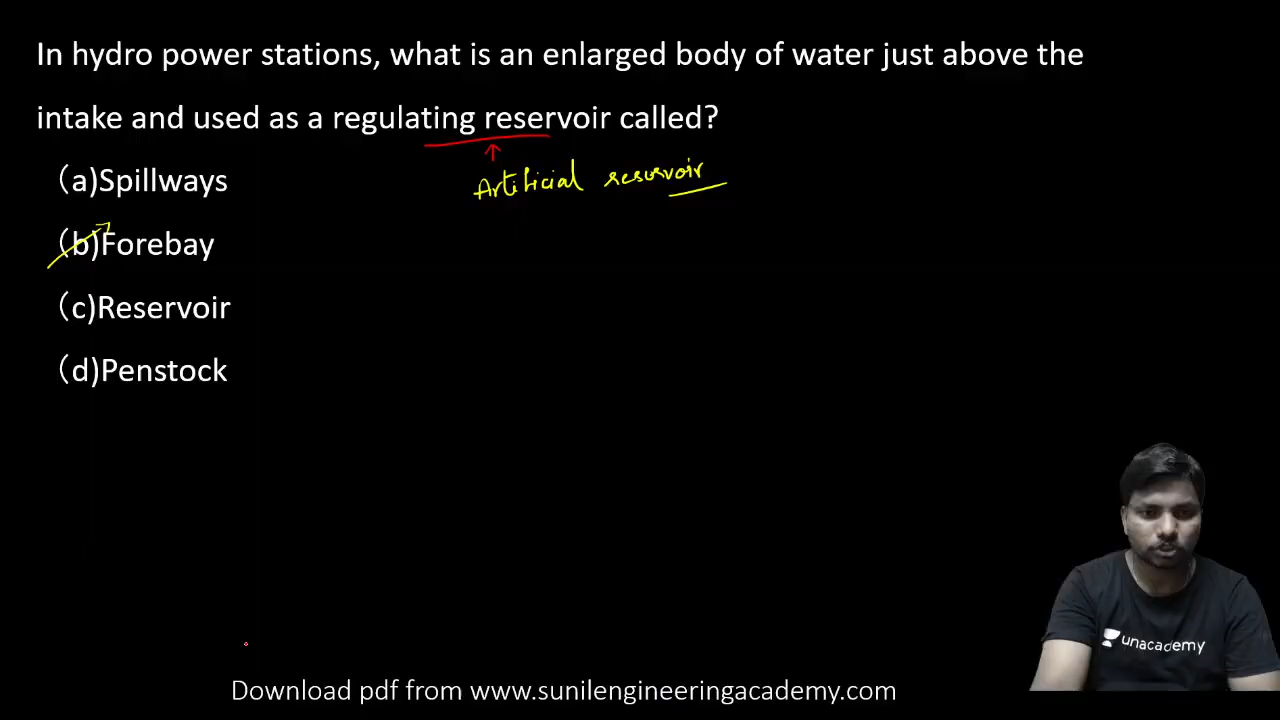 In hydro power stations, what is an enlarged body of water just above the
intake and used as a regulating reservoir called?
Artificial reservoir
(a)Spillways
(b)Forebay
(c)Reservoir
(d)Penstock
unacademy
Download pdf from www.sunilengineeringacademy.com